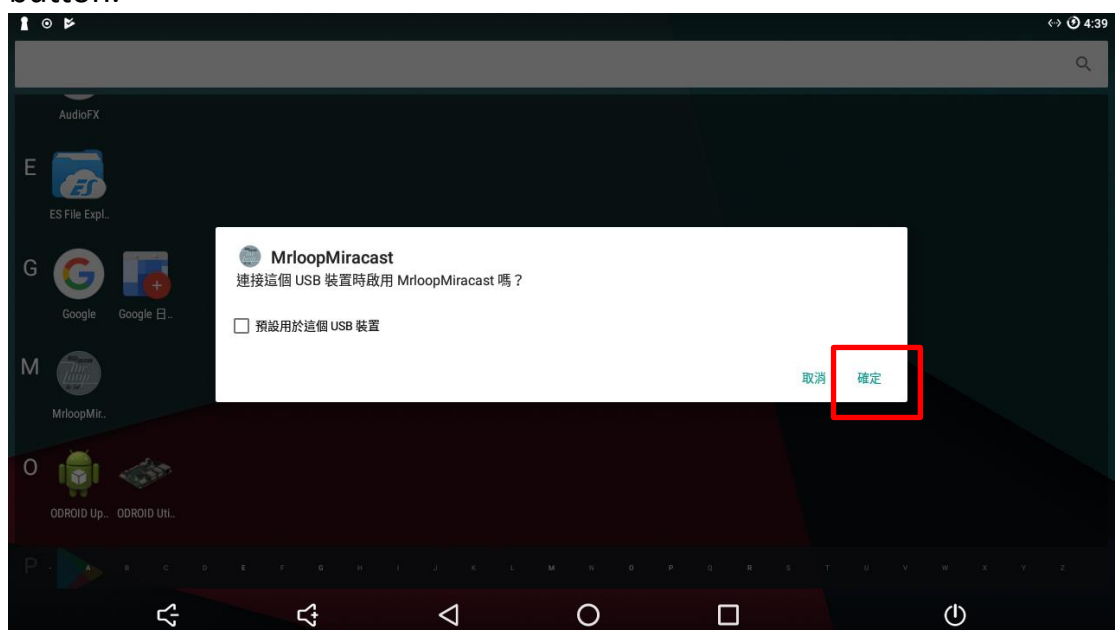 button.
4:39
AudioFX
E
ES
ES File Expl..
MrloopMiracast
連接這個 USB 裝置時啟用 MrloopMiracast 嗎？
G
Google
Google 日..
預設用於這個 USB 裝置
M
取消
確定
MrloopMir..
O
ODROID Up..
ODROID Uti..
P
A B C D E F G H I J K L M N O P Q R S T U V W X Y Z